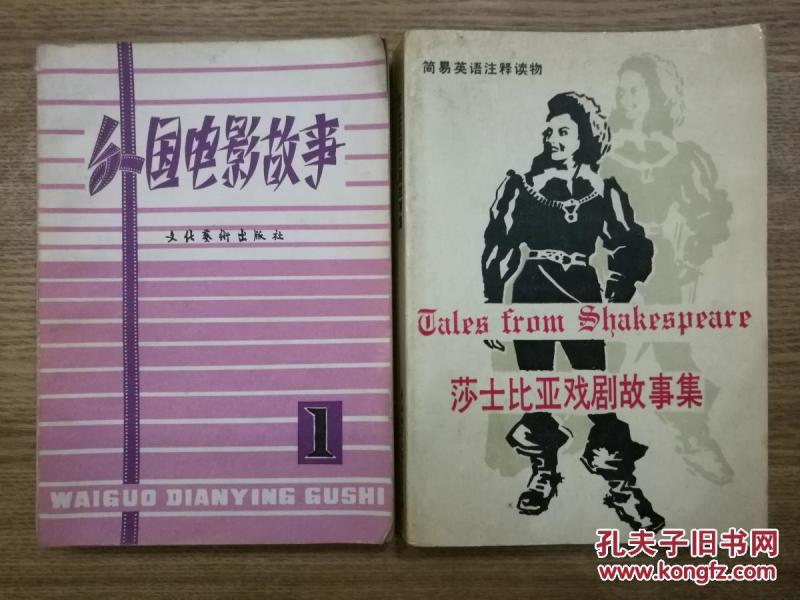 外国电影故事
文化艺術出版社
1
WAIGUO DIANYING GUSHI
简易英语注释读物
Tales from Shakespeare
莎士比亚戏剧故事集
孔夫子旧书网
www.kongfz.com